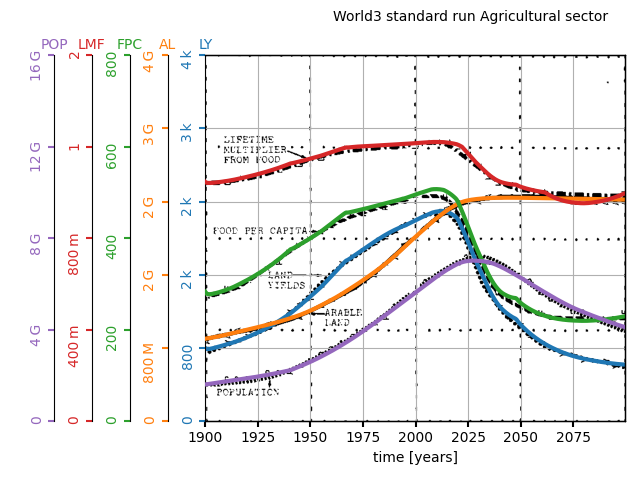 World3 standard run Agricultural sector
POP LMF FPC AL LY
16 G 2 800 4 G 4 k
12 G 1 600 3 G 3 k
2 G 2 k
8 G 800 m 400
2 G 2 k
4 G 400 m 200
800 M 800
0 0 0 0 0
LIFETIME
MULTIPLIER
FROM FOOD
FOOD PER CAPITA
LAND
YIELDS
ARABLE
LAND
POPULATION
1900 1925 1950 1975 2000 2025 2050 2075
time [years]